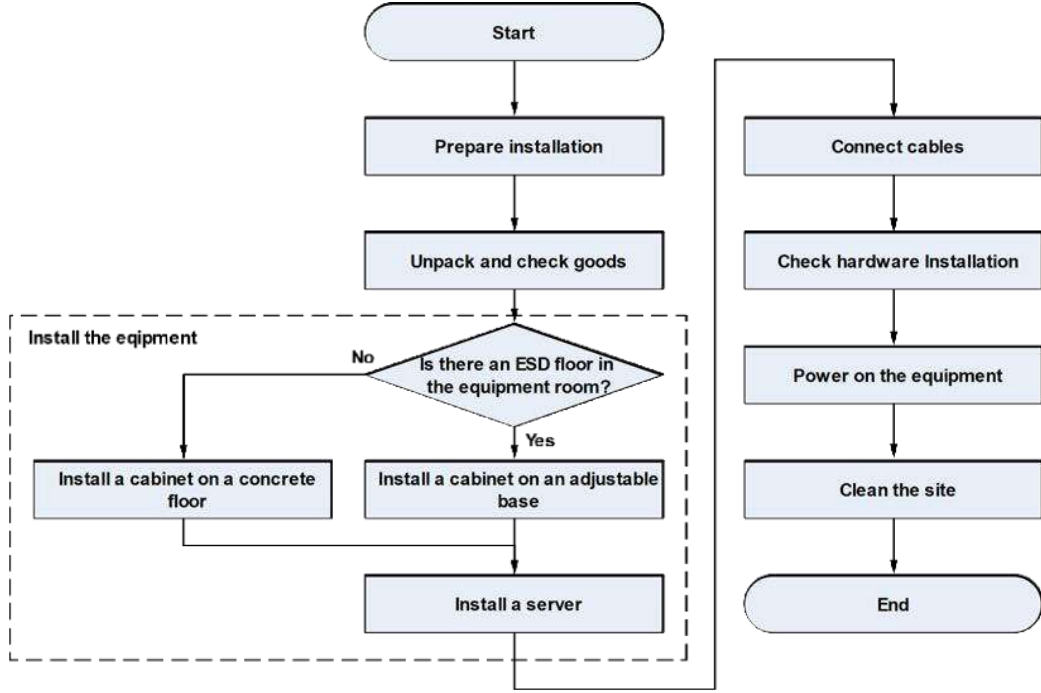 Start
Prepare installation
Unpack and check goods
Install the eqipment
No
Is there an ESD floor in
the equipment room?
Yes
Install a cabinet on a concrete
floor
Install a cabinet on an adjustable
base
Install a server
Connect cables
Check hardware Installation
Power on the equipment
Clean the site
End